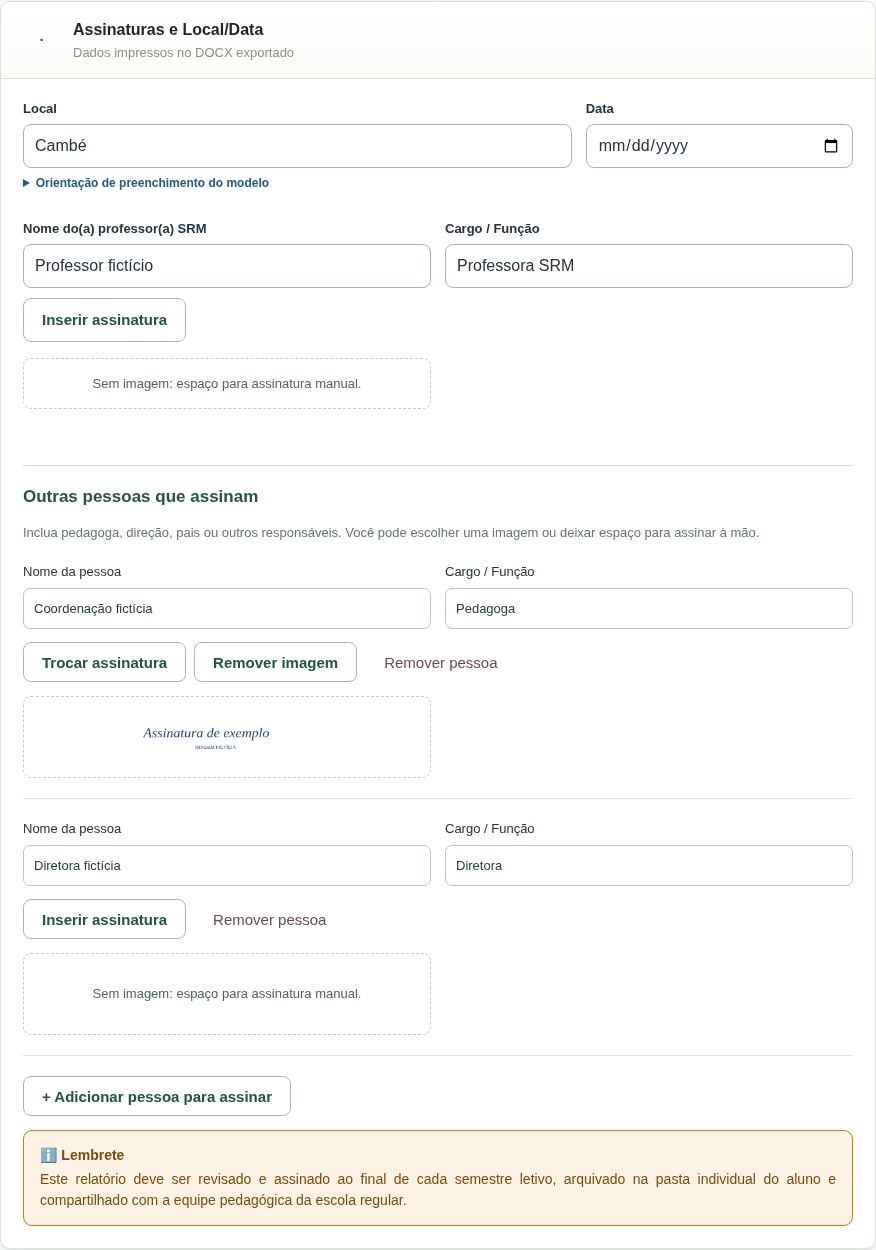 Assinaturas e Local/Data
Dados impressos no DOCX exportado
Local
Data
Cambé
mm/dd/yyyy
Orientação de preenchimento do modelo
Nome do(a) professor(a) SRM
Cargo / Função
Professor fictício
Professora SRM
Inserir assinatura
Sem imagem: espaço para assinatura manual.
Outras pessoas que assinam
Inclua pedagoga, direção, pais ou outros responsáveis. Você pode escolher uma imagem ou deixar espaço para assinar à mão.
Nome da pessoa
Cargo / Função
Coordenação fictícia
Pedagoga
Trocar assinatura
Remover imagem
Remover pessoa
Assinatura de exemplo
IMAGEM FICTÍCIA
Nome da pessoa
Cargo / Função
Diretora fictícia
Diretora
Inserir assinatura
Remover pessoa
Sem imagem: espaço para assinatura manual.
+ Adicionar pessoa para assinar
ℹ️ Lembrete
Este relatório deve ser revisado e assinado ao final de cada semestre letivo, arquivado na pasta individual do aluno e
compartilhado com a equipe pedagógica da escola regular.